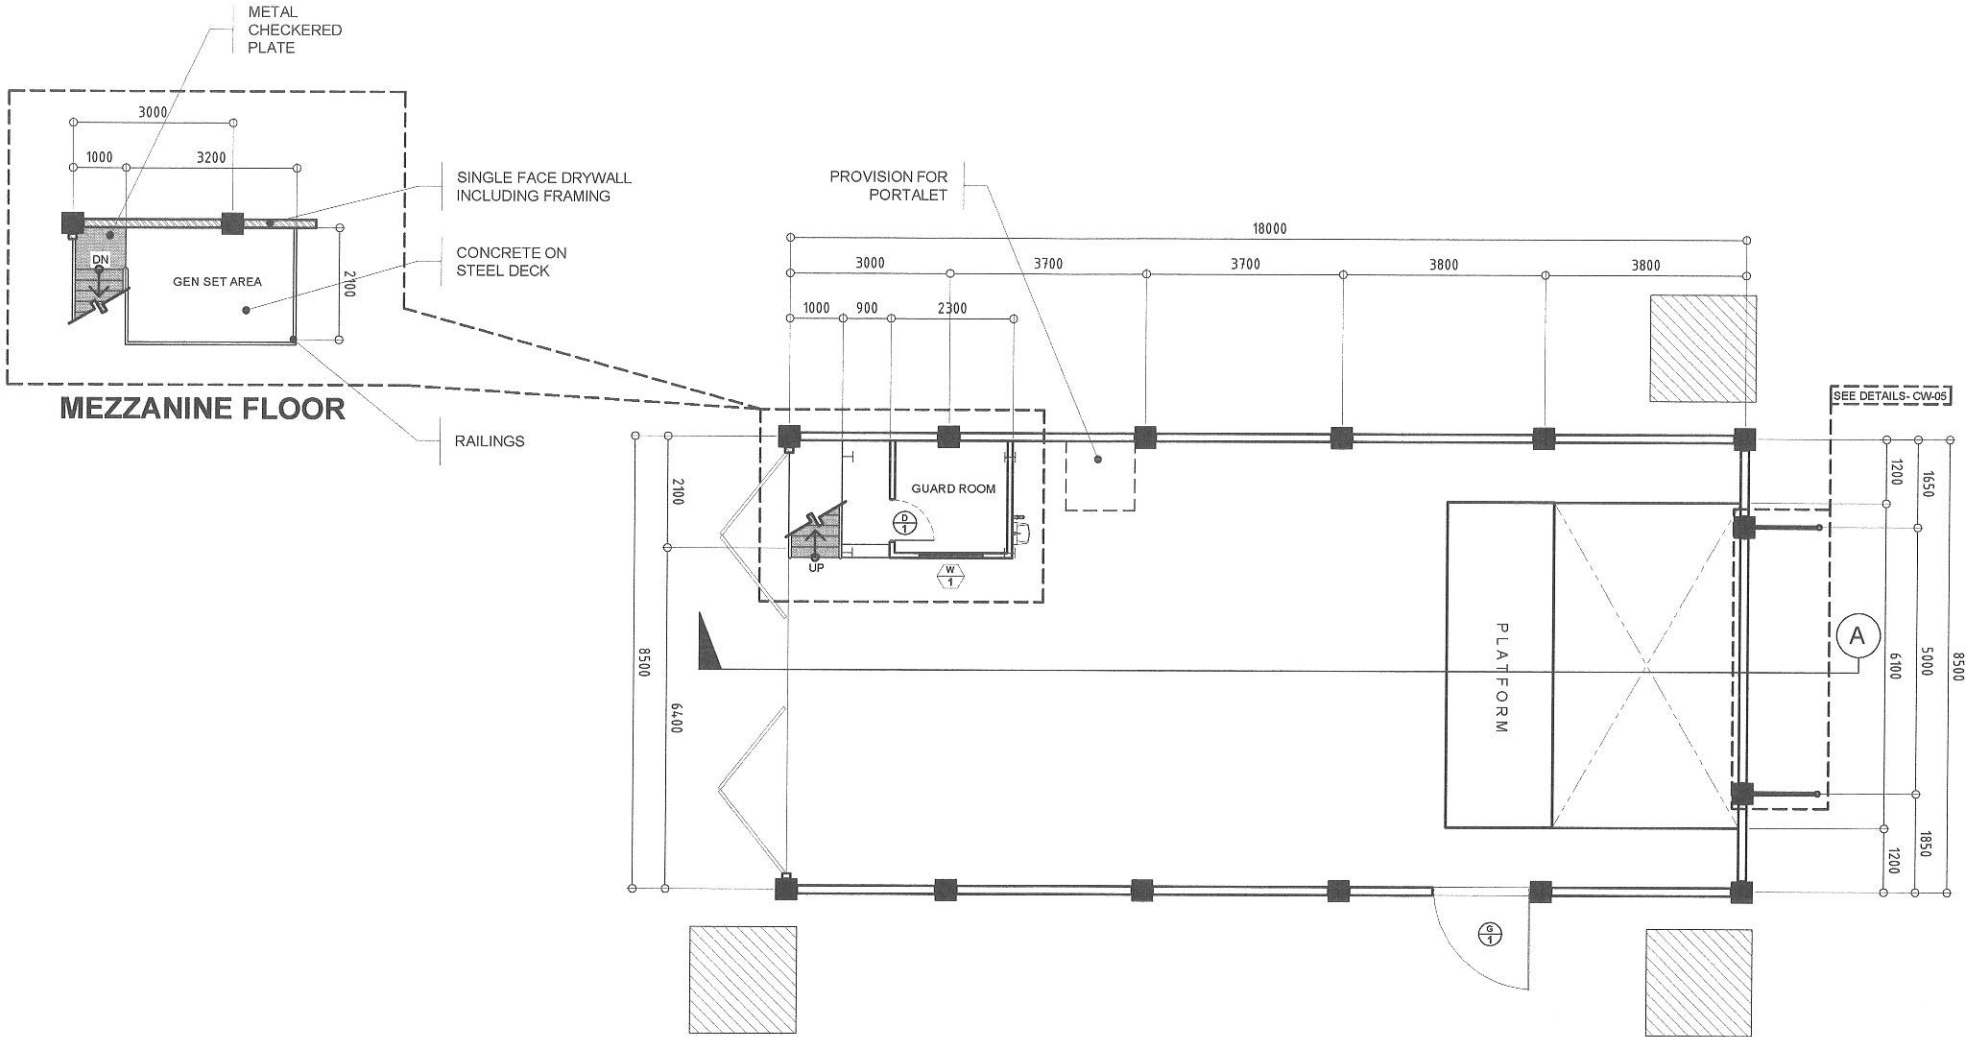 METAL
CHECKERED
PLATE
3000
1000
3200
SINGLE FACE DRYWALL
INCLUDING FRAMING
CONCRETE ON
STEEL DECK
DN
GEN SET AREA
2100
MEZZANINE FLOOR
RAILINGS
PROVISION FOR
PORTALET
18000
3000
3700
3700
3800
3800
1000
900
2300
SEE DETAILS- CW-05
2100
GUARD ROOM
D
1
UP
W
1
1200
1650
8500
6400
PLATFORM
A
6100
5000
8500
1850
1200
G
1